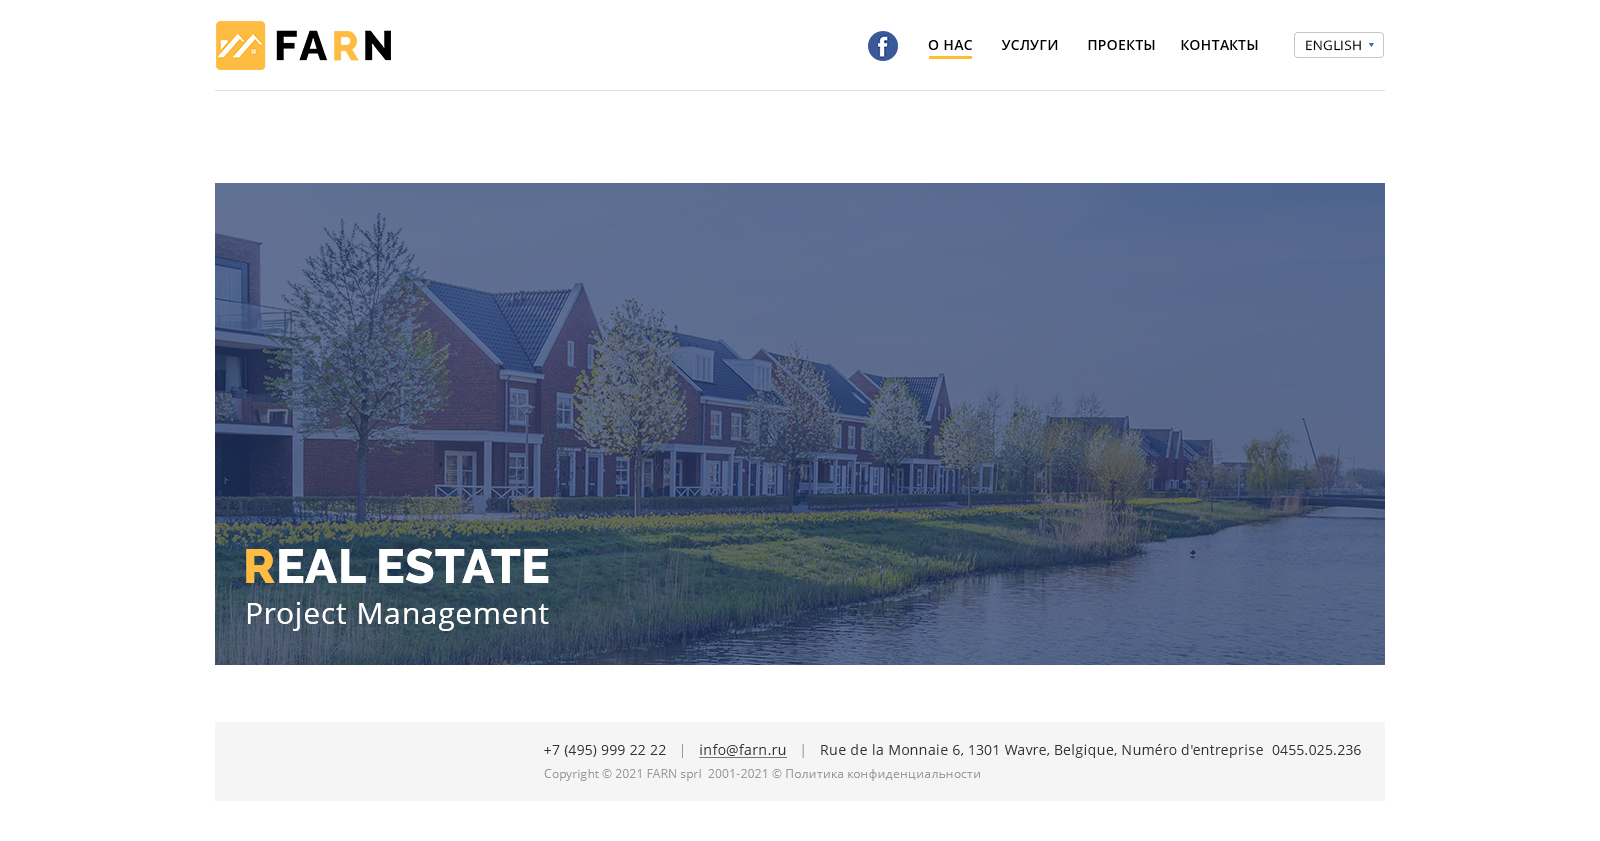 FARN
О НАС УСЛУГИ ПРОЕКТЫ КОНТАКТЫ ENGLISH
REAL ESTATE
Project Management
+7 (495) 999 22 22 | info@farn.ru | Rue de la Monnaie 6, 1301 Wavre, Belgique, Numéro d'entreprise 0455.025.236
Copyright © 2021 FARN sprl 2001-2021 © Политика конфиденциальности